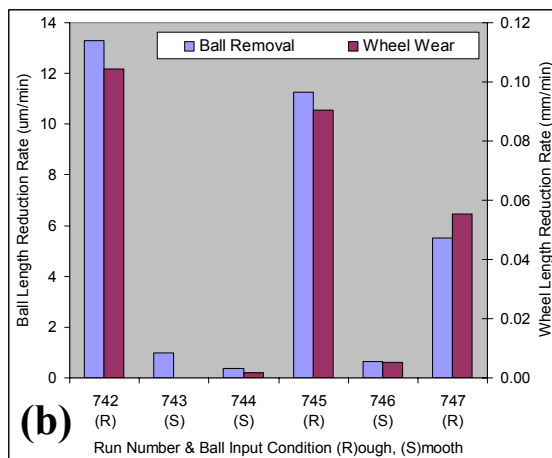 Ball Removal Wheel Wear
14
12
10
8
6
4
2
0
Ball Length Reduction Rate (um/min)
0.12
0.10
0.08
0.06
0.04
0.02
0.00
Wheel Length Reduction Rate (mm/min)
742 743 744 745 746 747
(R) (S) (S) (R) (S) (R)
(b)
Run Number & Ball Input Condition (R)ough, (S)mooth